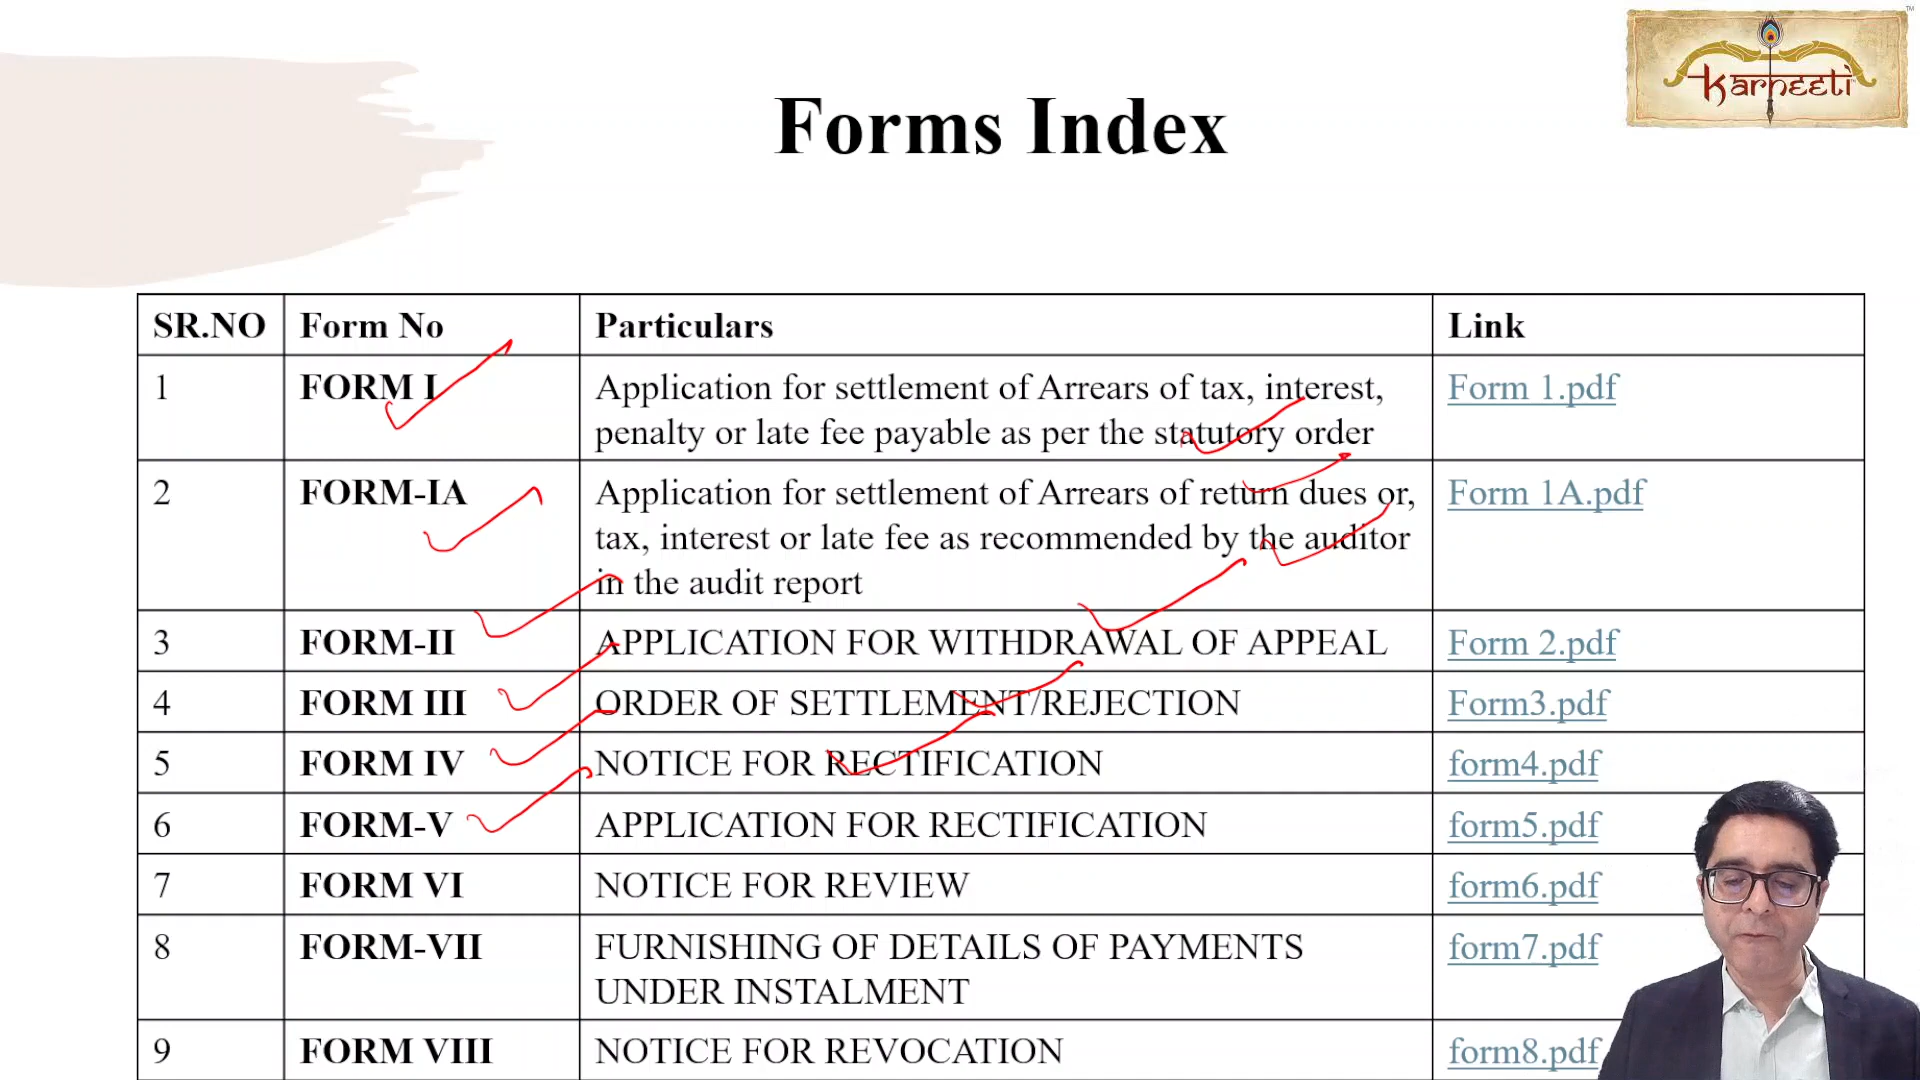 TM
karneeti
Forms Index
SR.NO Form No Particulars Link
1 FORM I Application for settlement of Arrears of tax, interest, Form 1.pdf
penalty or late fee payable as per the statutory order
2 FORM-IA Application for settlement of Arrears of return dues or, Form 1A.pdf
tax, interest or late fee as recommended by the auditor
in the audit report
3 FORM-II APPLICATION FOR WITHDRAWAL OF APPEAL Form 2.pdf
4 FORM III ORDER OF SETTLEMENT/REJECTION Form3.pdf
5 FORM IV NOTICE FOR RECTIFICATION form4.pdf
6 FORM-V APPLICATION FOR RECTIFICATION form5.pdf
7 FORM VI NOTICE FOR REVIEW form6.pdf
8 FORM-VII FURNISHING OF DETAILS OF PAYMENTS form7.pdf
UNDER INSTALMENT
9 FORM VIII NOTICE FOR REVOCATION form8.pdf